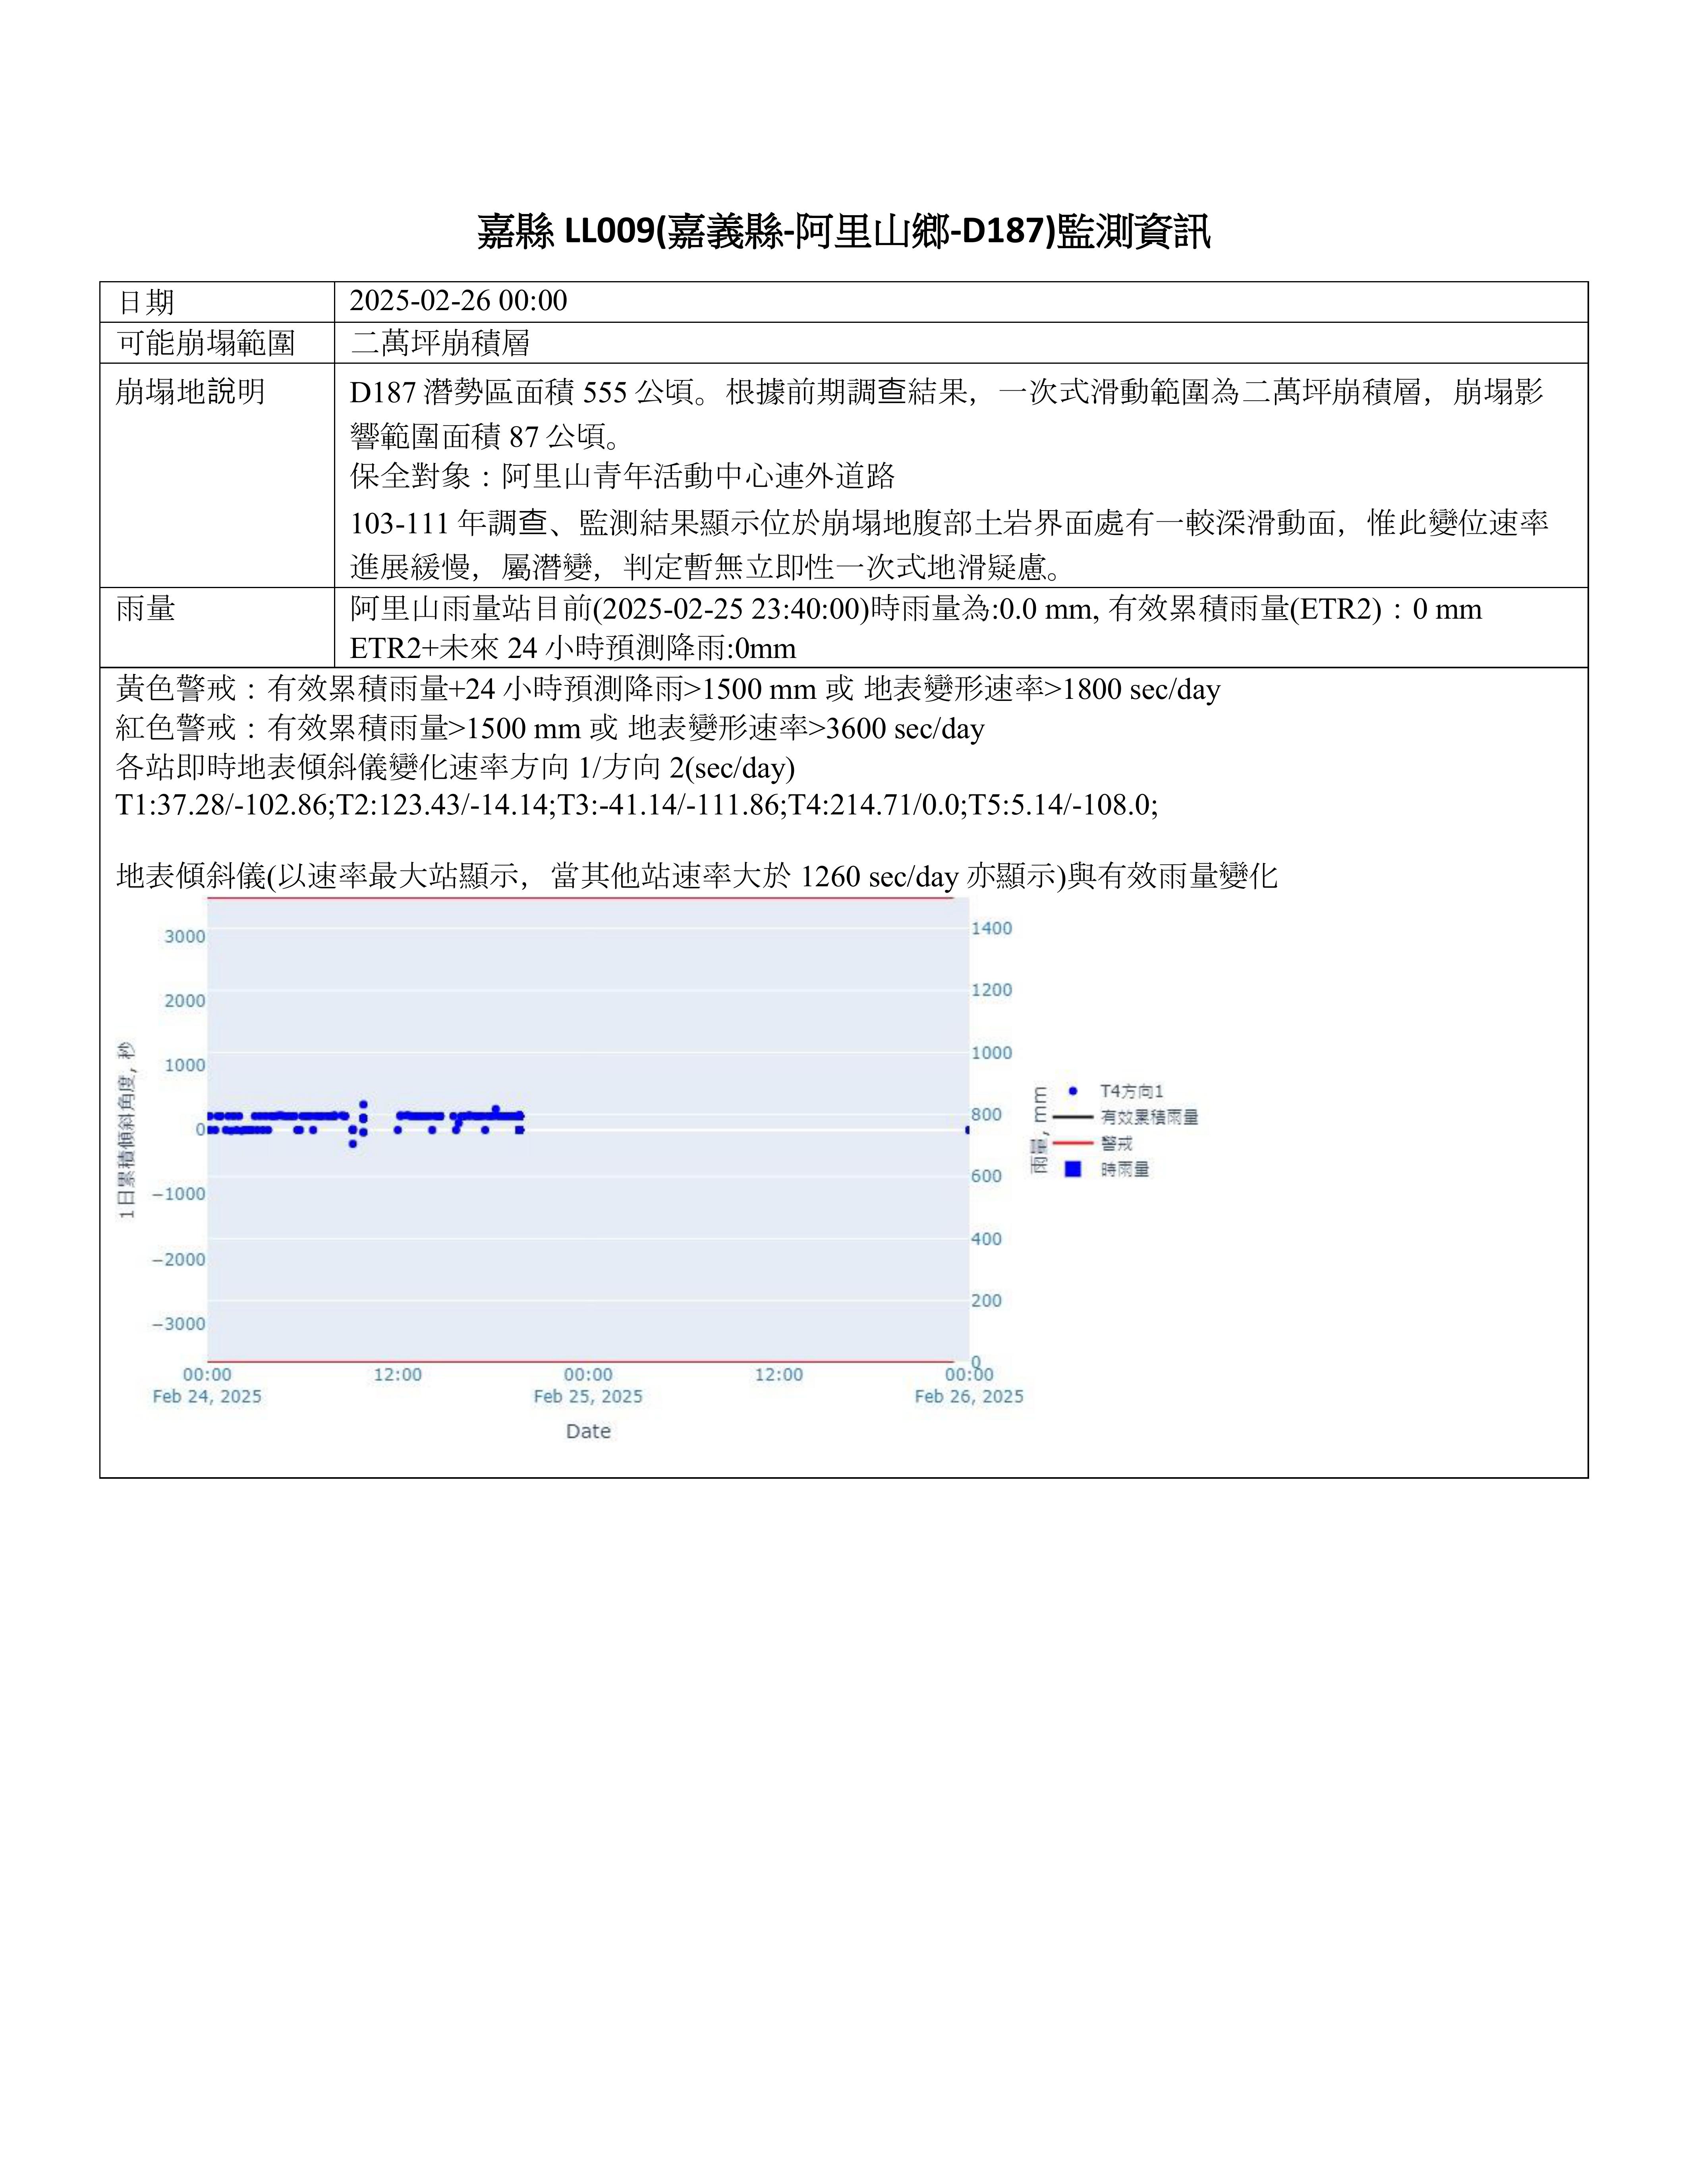 嘉縣 LL009(嘉義縣-阿里山鄉-D187)監測資訊
日期
2025-02-26 00:00
可能崩塌範圍
二萬坪崩積層
崩塌地說明
D187 潛勢區面積 555 公頃。根據前期調查結果，一次式滑動範圍為二萬坪崩積層，崩塌影
響範圍面積 87 公頃。
保全對象：阿里山青年活動中心連外道路
103-111 年調查、監測結果顯示位於崩塌地腹部土岩界面處有一較深滑動面，惟此變位速率
進展緩慢，屬潛變，判定暫無立即性一次式地滑疑慮。
雨量
阿里山雨量站目前(2025-02-25 23:40:00)時雨量為:0.0 mm, 有效累積雨量(ETR2)：0 mm
ETR2+未來 24 小時預測降雨:0mm
黃色警戒：有效累積雨量+24 小時預測降雨>1500 mm 或 地表變形速率>1800 sec/day
紅色警戒：有效累積雨量>1500 mm 或 地表變形速率>3600 sec/day
各站即時地表傾斜儀變化速率方向 1/方向 2(sec/day)
T1:37.28/-102.86;T2:123.43/-14.14;T3:-41.14/-111.86;T4:214.71/0.0;T5:5.14/-108.0;
地表傾斜儀(以速率最大站顯示，當其他站速率大於 1260 sec/day 亦顯示)與有效雨量變化
3000
2000
1000
0
−1000
−2000
−3000
1日累積傾斜角度, 秒
1400
1200
1000
800
600
400
200
0
雨量, mm
T4方向1
有效累積雨量
警戒
時雨量
00:00
Feb 24, 2025
12:00
00:00
Feb 25, 2025
12:00
00:00
Feb 26, 2025
Date